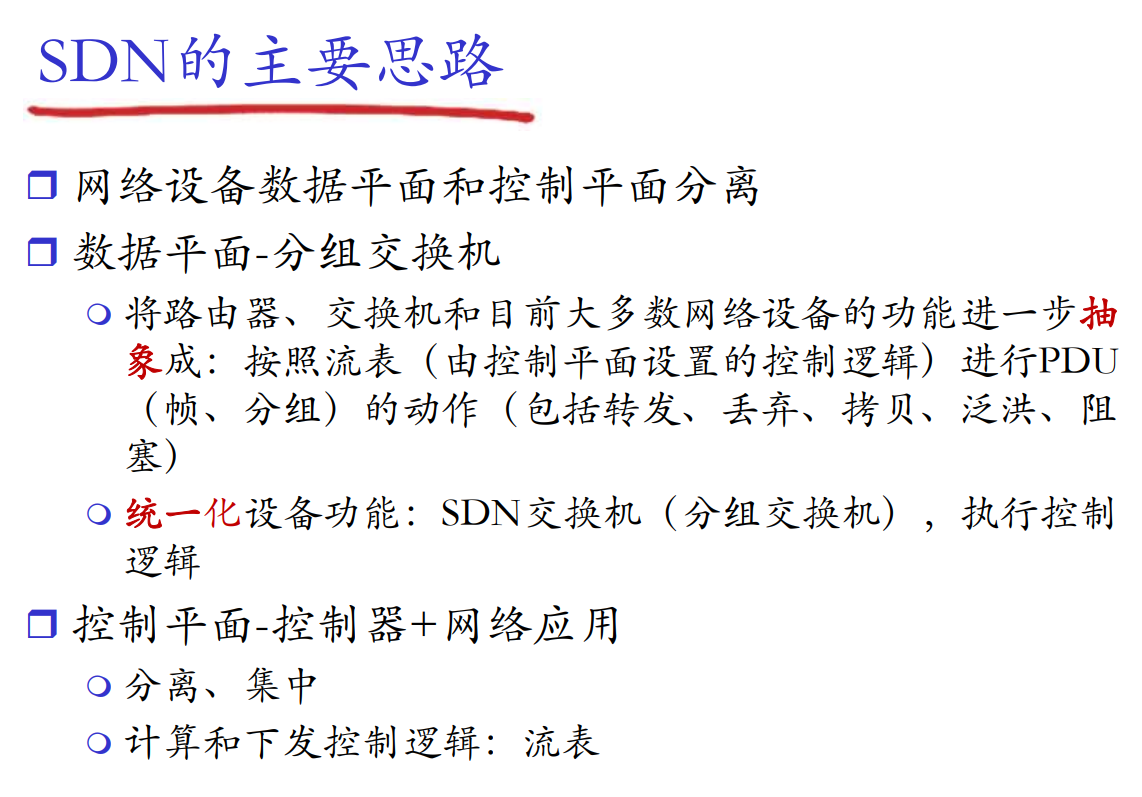 SDN的主要思路
网络设备数据平面和控制平面分离
数据平面-分组交换机
将路由器、交换机和目前大多数网络设备的功能进一步抽
象成：按照流表（由控制平面设置的控制逻辑）进行PDU
（帧、分组）的动作（包括转发、丢弃、拷贝、泛洪、阻
塞）
统一化设备功能：SDN交换机（分组交换机），执行控制
逻辑
控制平面-控制器+网络应用
分离、集中
计算和下发控制逻辑：流表